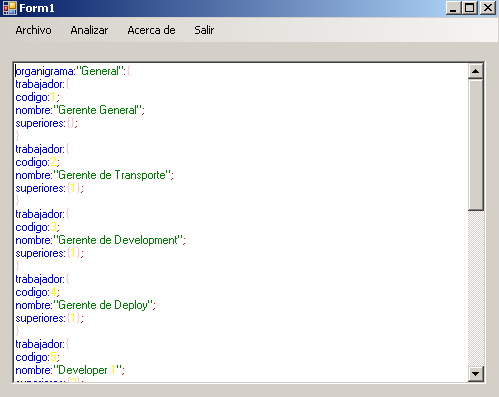 Form1
Archivo Analizar Acerca de Salir
organigrama:"General":{
trabajador:{
codigo:1;
nombre:"Gerente General";
superiores:{};
}
trabajador:{
codigo:2;
nombre:"Gerente de Transporte";
superiores:{1};
}
trabajador:{
codigo:3;
nombre:"Gerente de Development";
superiores:{1};
}
trabajador:{
codigo:4;
nombre:"Gerente de Deploy";
superiores:{1};
}
trabajador:{
codigo:5;
nombre:"Developer 1";